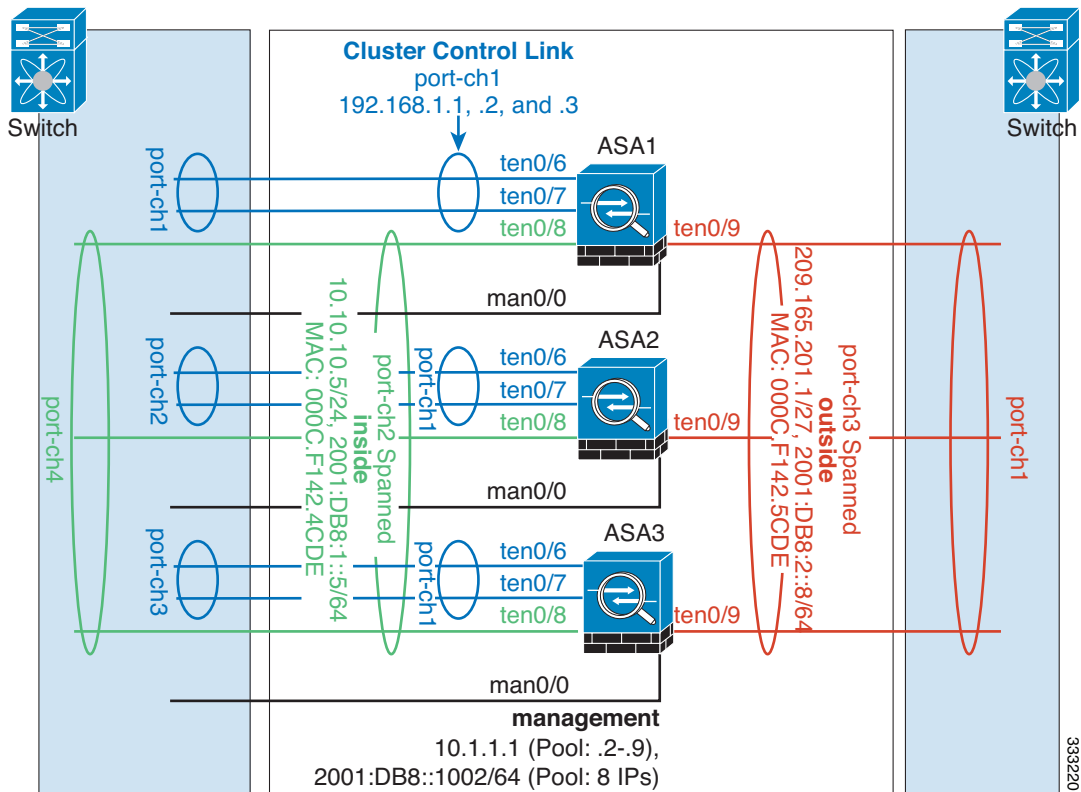 Switch
Cluster Control Link
port-ch1
192.168.1.1, .2, and .3
Switch
ASA1
port-ch1
ten0/6
ten0/7
ten0/8
ten0/9
man0/0
ASA2
port-ch2
port-ch1
ten0/6
ten0/7
ten0/8
ten0/9
man0/0
ASA3
port-ch3
port-ch1
ten0/6
ten0/7
ten0/8
ten0/9
man0/0
port-ch4
port-ch2 Spanned
inside
10.10.10.5/24, 2001:DB8:1::5/64
MAC: 000C.F142.4CDE
port-ch3 Spanned
outside
209.165.201.1/27, 2001:DB8:2::8/64
MAC: 000C.F142.5CDE
port-ch1
management
10.1.1.1 (Pool: .2-.9),
2001:DB8::1002/64 (Pool: 8 IPs)
333220